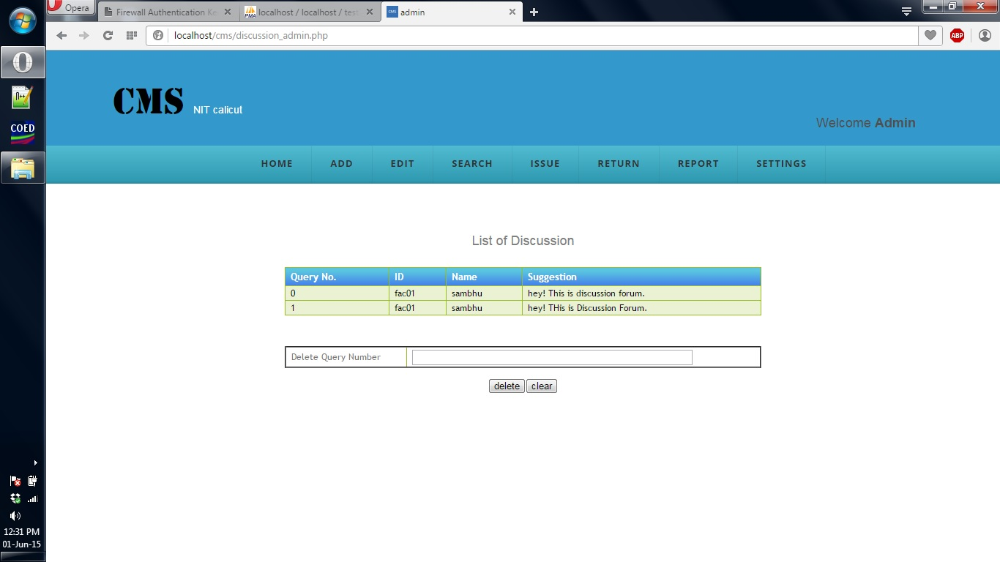 Opera
Firewall Authentication Ke
localhost / localhost / test
CMS admin
localhost/cms/discussion_admin.php
ABP
CMS NIT calicut
Welcome Admin
HOME ADD EDIT SEARCH ISSUE RETURN REPORT SETTINGS
List of Discussion
Query No. ID Name Suggestion
0 fac01 sambhu hey! This is discussion forum.
1 fac01 sambhu hey! THis is Discussion Forum.
Delete Query Number
delete clear
COED
12:31 PM
01-Jun-15